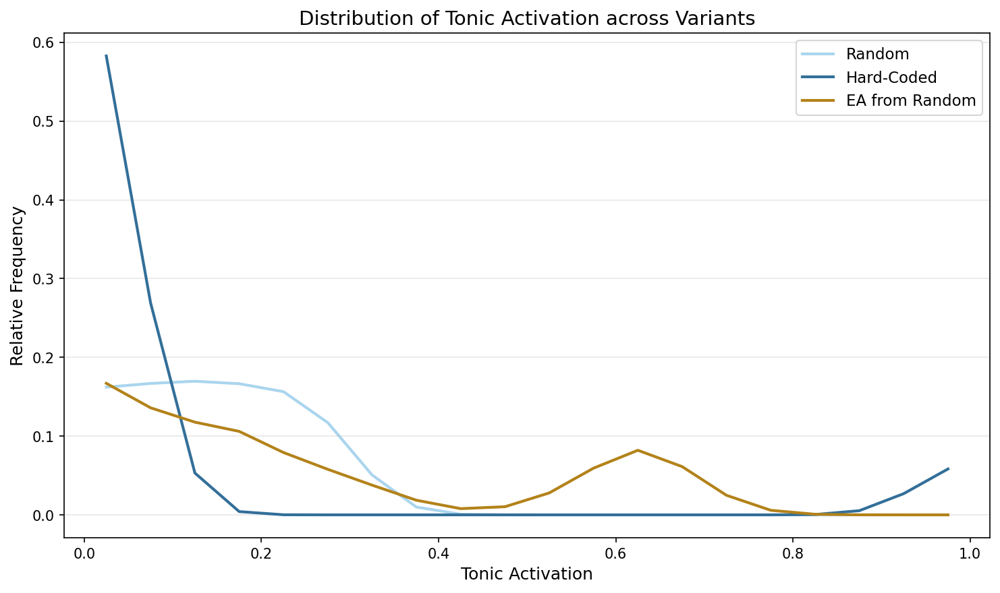 Distribution of Tonic Activation across Variants
Random
Hard-Coded
EA from Random
Relative Frequency
0.6
0.5
0.4
0.3
0.2
0.1
0.0
0.0 0.2 0.4 0.6 0.8 1.0
Tonic Activation